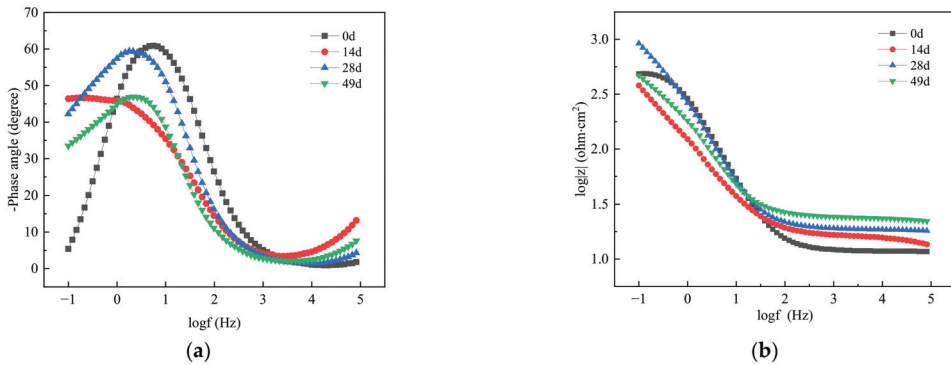 70
60
50
40
30
20
10
0
-Phase angle (degree)
0d
14d
28d
49d
−1 0 1 2 3 4 5
logf (Hz)
(a)
3.0
2.5
2.0
1.5
1.0
log|z| (ohm·cm²)
0d
14d
28d
49d
−1 0 1 2 3 4 5
logf (Hz)
(b)